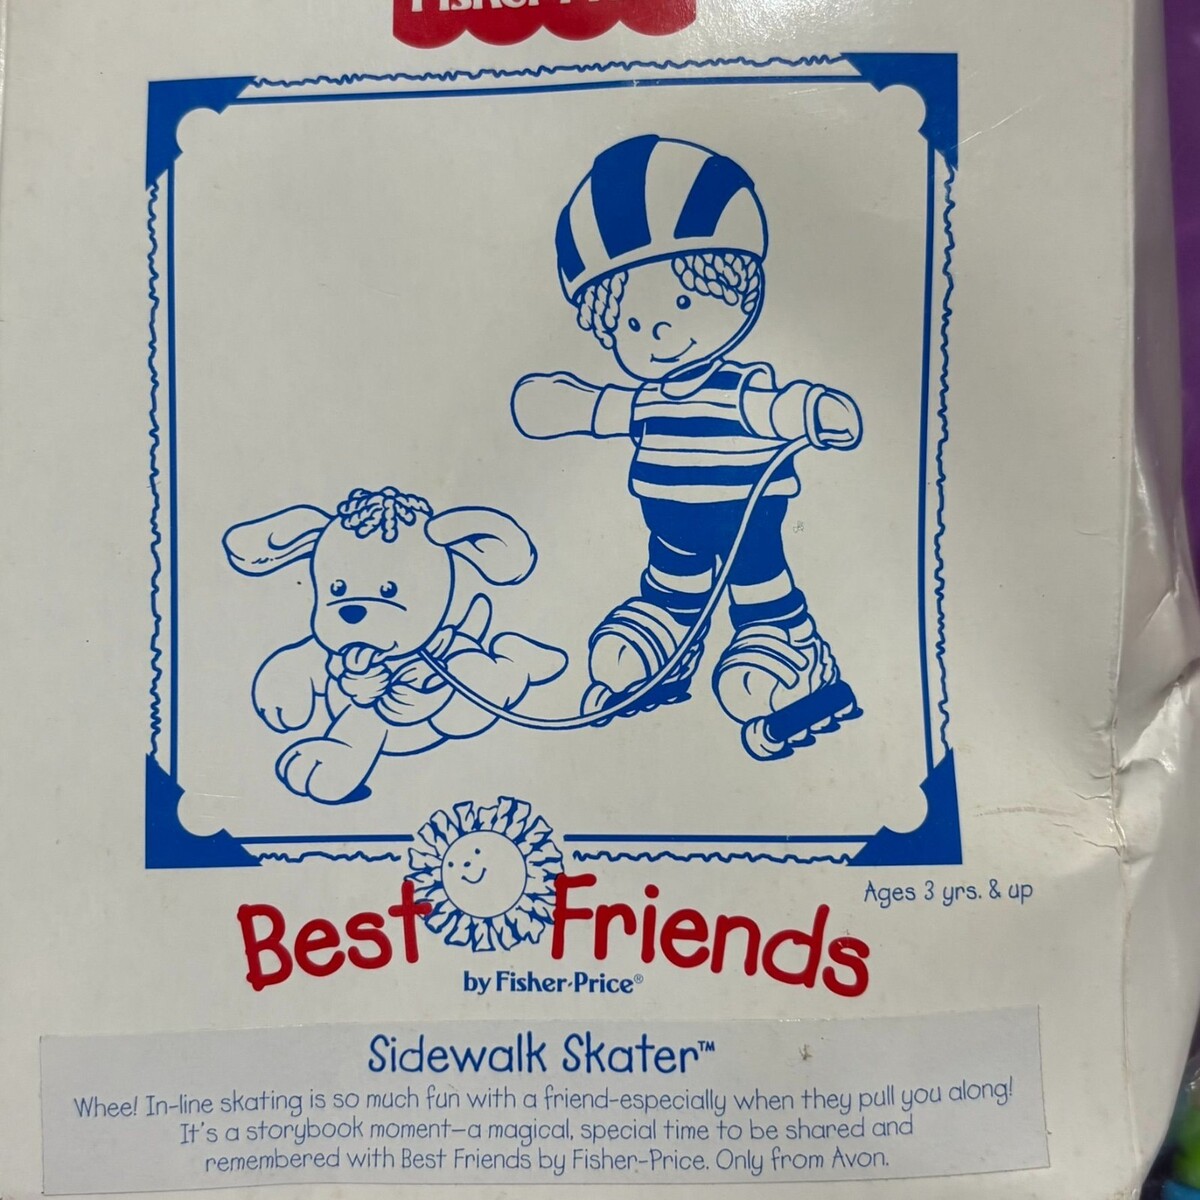 Fisher-Price
Ages 3 yrs. & up
Best Friends
by Fisher-Price®
Sidewalk Skater™
Whee! In-line skating is so much fun with a friend-especially when they pull you along!
It's a storybook moment—a magical, special time to be shared and
remembered with Best Friends by Fisher-Price. Only from Avon.